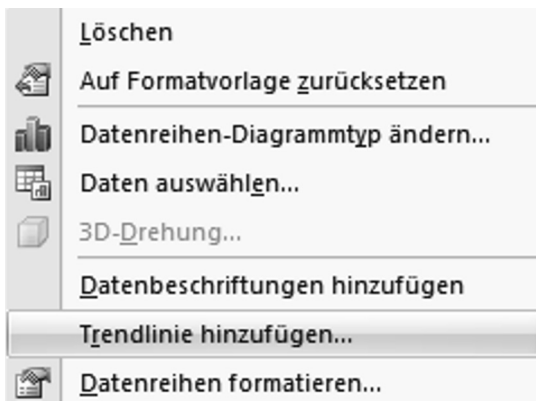 Löschen
Auf Formatvorlage zurücksetzen
Datenreihen-Diagrammtyp ändern...
Daten auswählen...
3D-Drehung...
Datenbeschriftungen hinzufügen
Trendlinie hinzufügen...
Datenreihen formatieren...